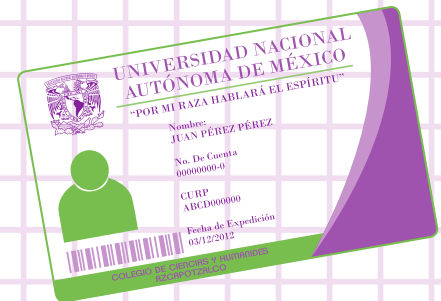 UNIVERSIDAD NACIONAL
AUTÓNOMA DE MÉXICO
"POR MI RAZA HABLARÁ EL ESPÍRITU"
Nombre:
JUAN PÉREZ PÉREZ
No. De Cuenta
00000000-0
CURP
ABCD000000
Fecha de Expedición
03/12/2012
COLEGIO DE CIENCIAS Y HUMANIDES
AZCAPOTZALCO